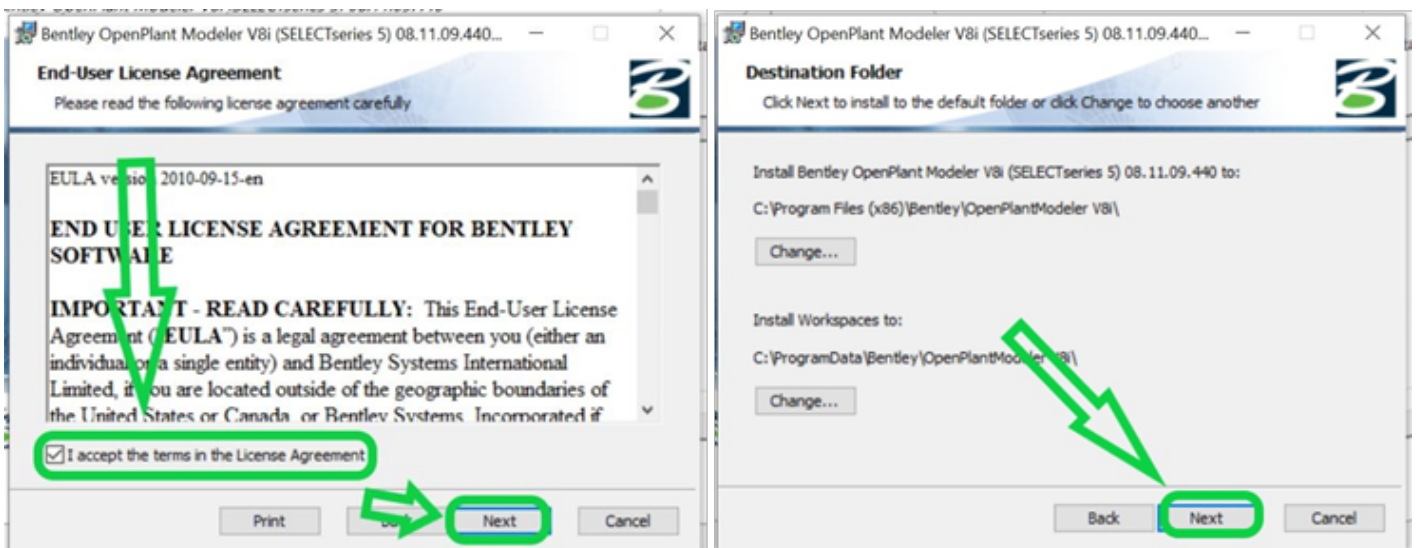 Bentley OpenPlant Modeler V8i (SELECTseries 5) 08.11.09.440...
End-User License Agreement
Please read the following license agreement carefully
EULA version 2010-09-15-en
END USER LICENSE AGREEMENT FOR BENTLEY
SOFTWARE
IMPORTANT - READ CAREFULLY: This End-User License
Agreement ("EULA") is a legal agreement between you (either an
individual or a single entity) and Bentley Systems International
Limited, if you are located outside of the geographic boundaries of
the United States or Canada, or Bentley Systems, Incorporated if
I accept the terms in the License Agreement
Print
Back
Next
Cancel
Bentley OpenPlant Modeler V8i (SELECTseries 5) 08.11.09.440...
Destination Folder
Click Next to install to the default folder or click Change to choose another
Install Bentley OpenPlant Modeler V8i (SELECTseries 5) 08.11.09.440 to:
C:\Program Files (x86)\Bentley\OpenPlantModeler V8i\
Change...
Install Workspaces to:
C:\ProgramData\Bentley\OpenPlantModeler V8i\
Change...
Back
Next
Cancel